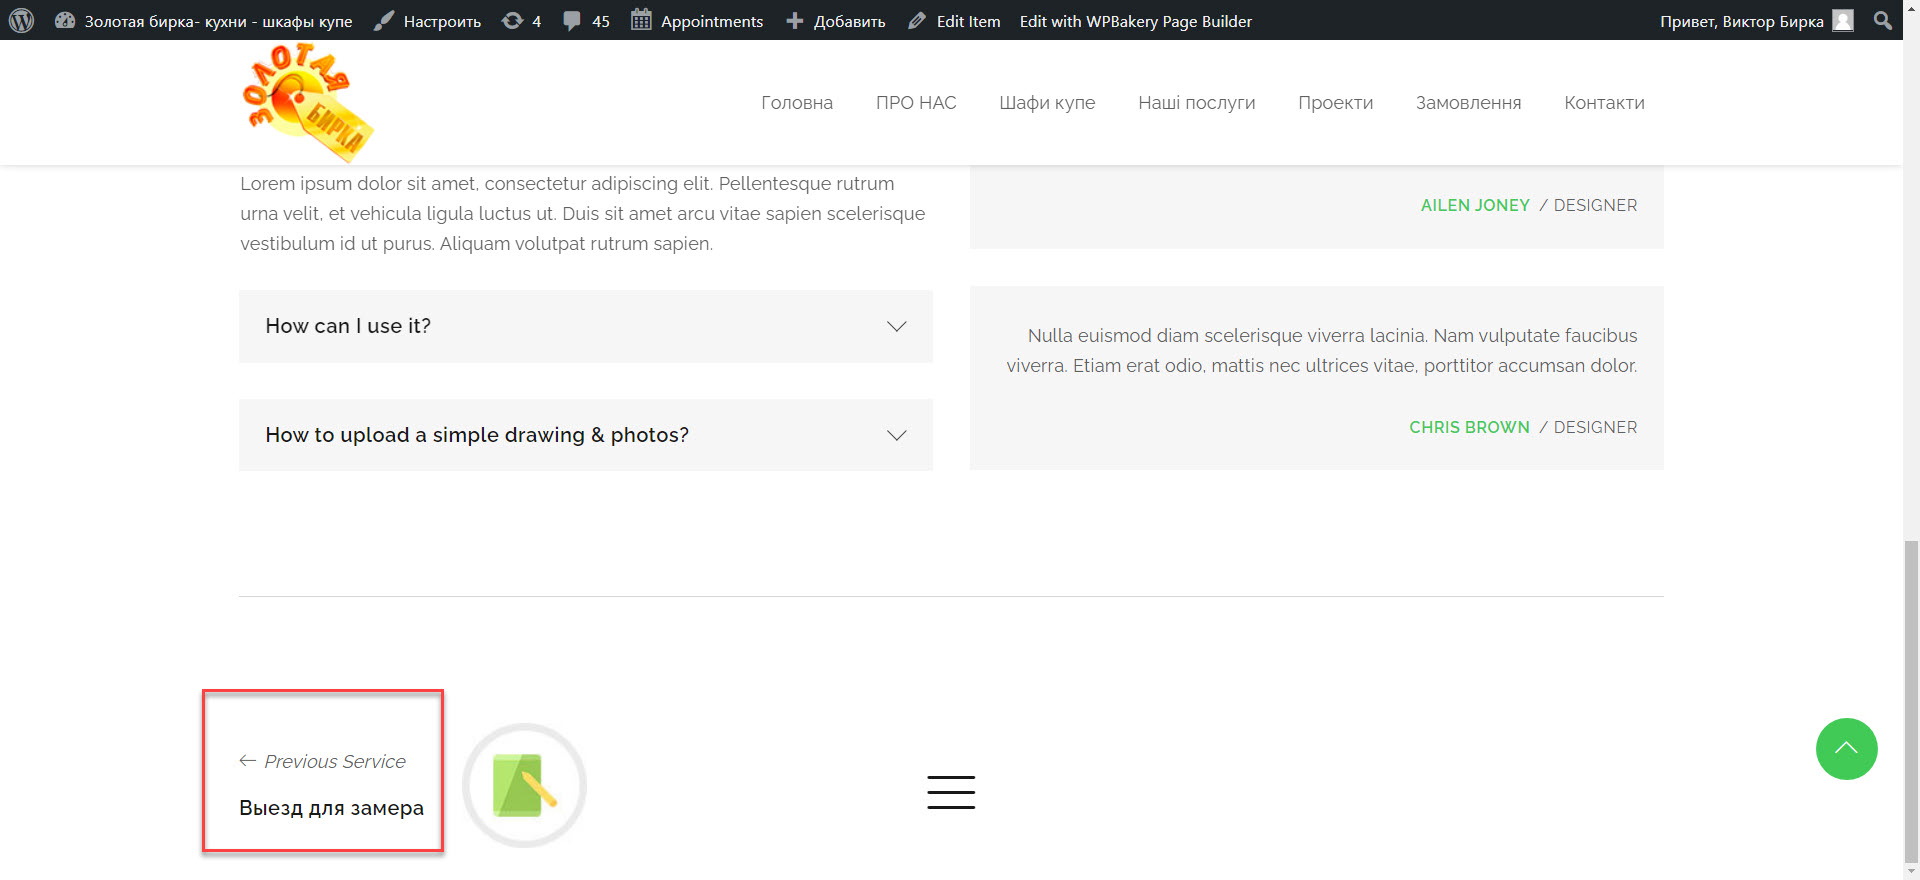 Золотая бирка- кухни - шкафы купе
Настроить
4
45
Appointments
Добавить
Edit Item
Edit with WPBakery Page Builder
Привет, Виктор Бирка
ЗОЛОТАЯ
БИРКА
Головна
ПРО НАС
Шафи купе
Наші послуги
Проекти
Замовлення
Контакти
Lorem ipsum dolor sit amet, consectetur adipiscing elit. Pellentesque rutrum
urna velit, et vehicula ligula luctus ut. Duis sit amet arcu vitae sapien scelerisque
vestibulum id ut purus. Aliquam volutpat rutrum sapien.
How can I use it?
How to upload a simple drawing & photos?
AILEN JONEY / DESIGNER
Nulla euismod diam scelerisque viverra lacinia. Nam vulputate faucibus
viverra. Etiam erat odio, mattis nec ultrices vitae, porttitor accumsan dolor.
CHRIS BROWN / DESIGNER
← Previous Service
Выезд для замера